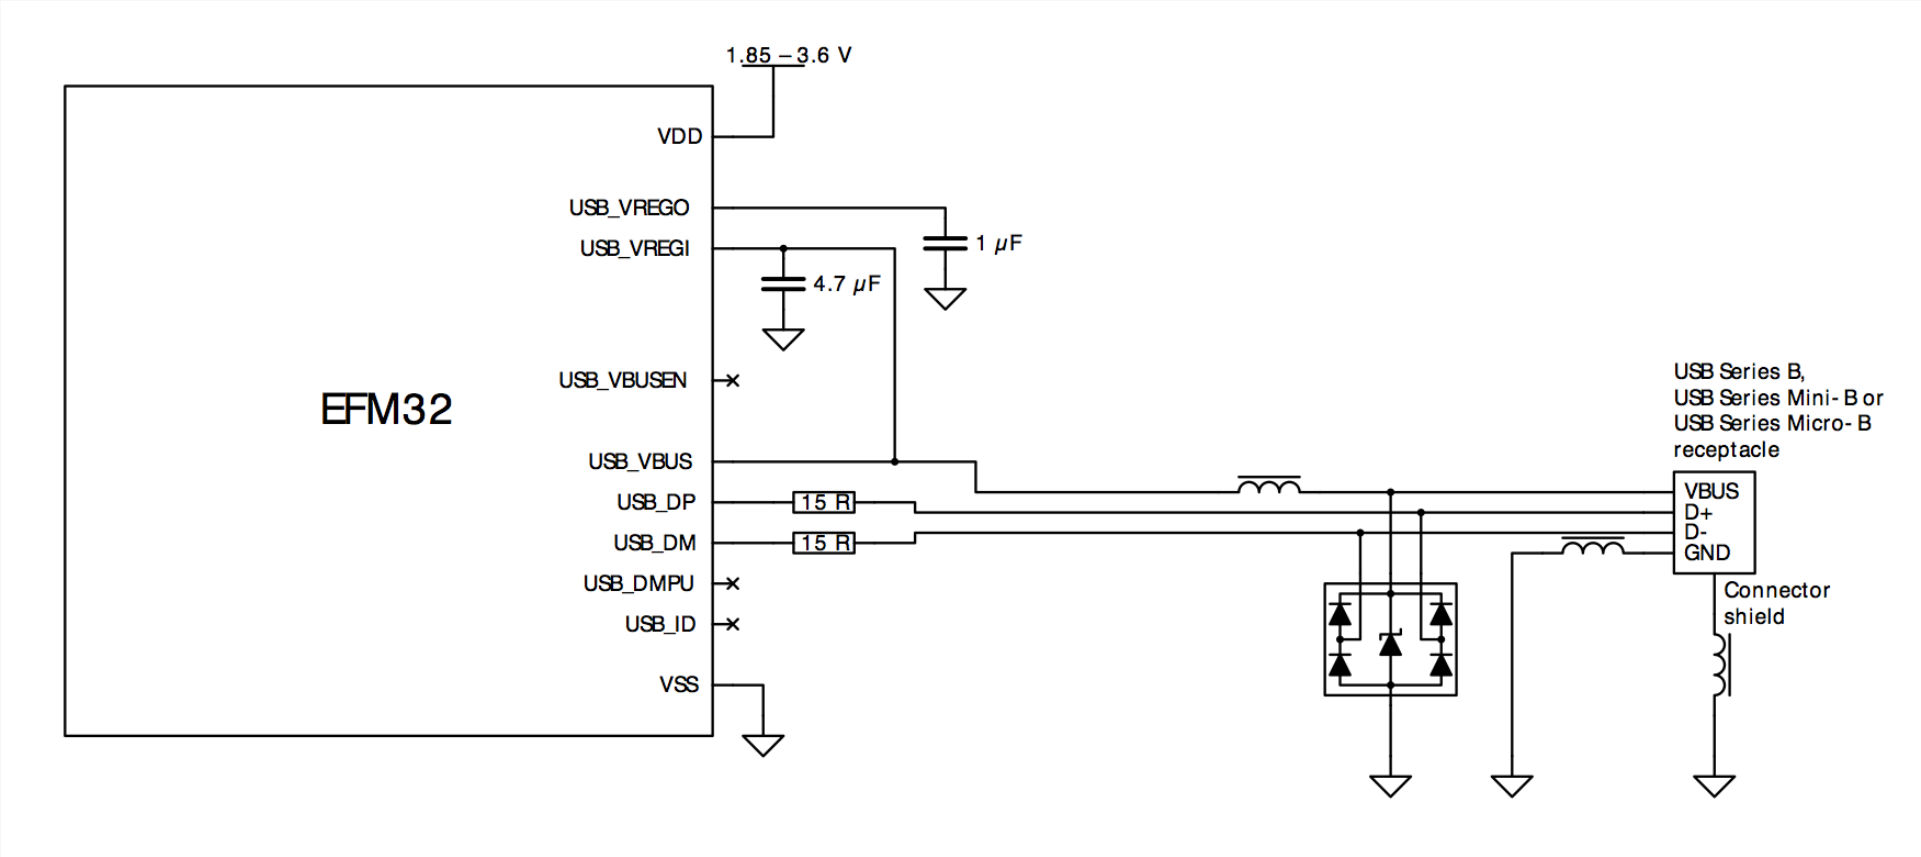 1.85 – 3.6 V
VDD
USB_VREGO
1 µF
USB_VREGI
4.7 µF
USB_VBUSEN
EFM32
USB Series B,
USB Series Mini- B or
USB Series Micro- B
receptacle
USB_VBUS
USB_DP
15 R
USB_DM
15 R
USB_DMPU
USB_ID
VSS
VBUS
D+
D-
GND
Connector
shield